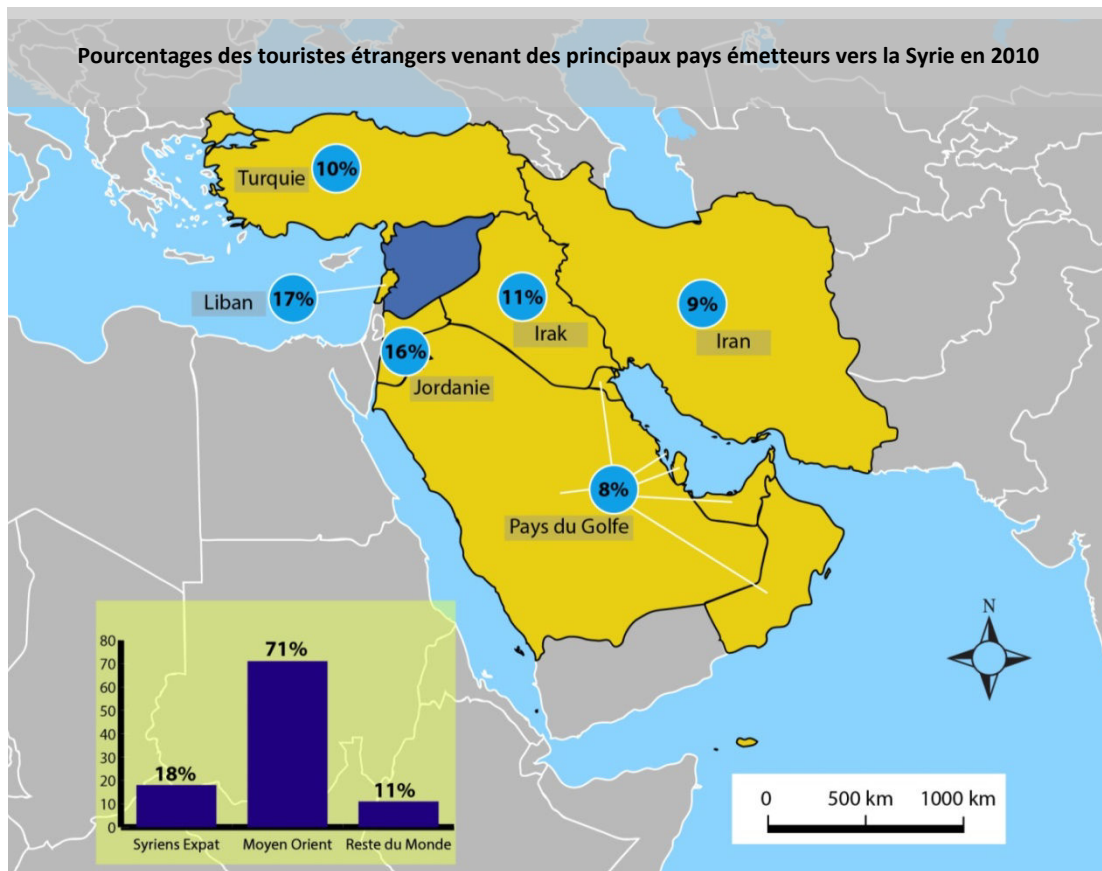 Pourcentages des touristes étrangers venant des principaux pays émetteurs vers la Syrie en 2010
Turquie
10%
Liban
17%
11%
Irak
9%
Iran
16%
Jordanie
8%
Pays du Golfe
N
80
70
60
50
40
30
20
10
0
18%
71%
11%
Syriens Expat
Moyen Orient
Reste du Monde
0 500 km 1000 km